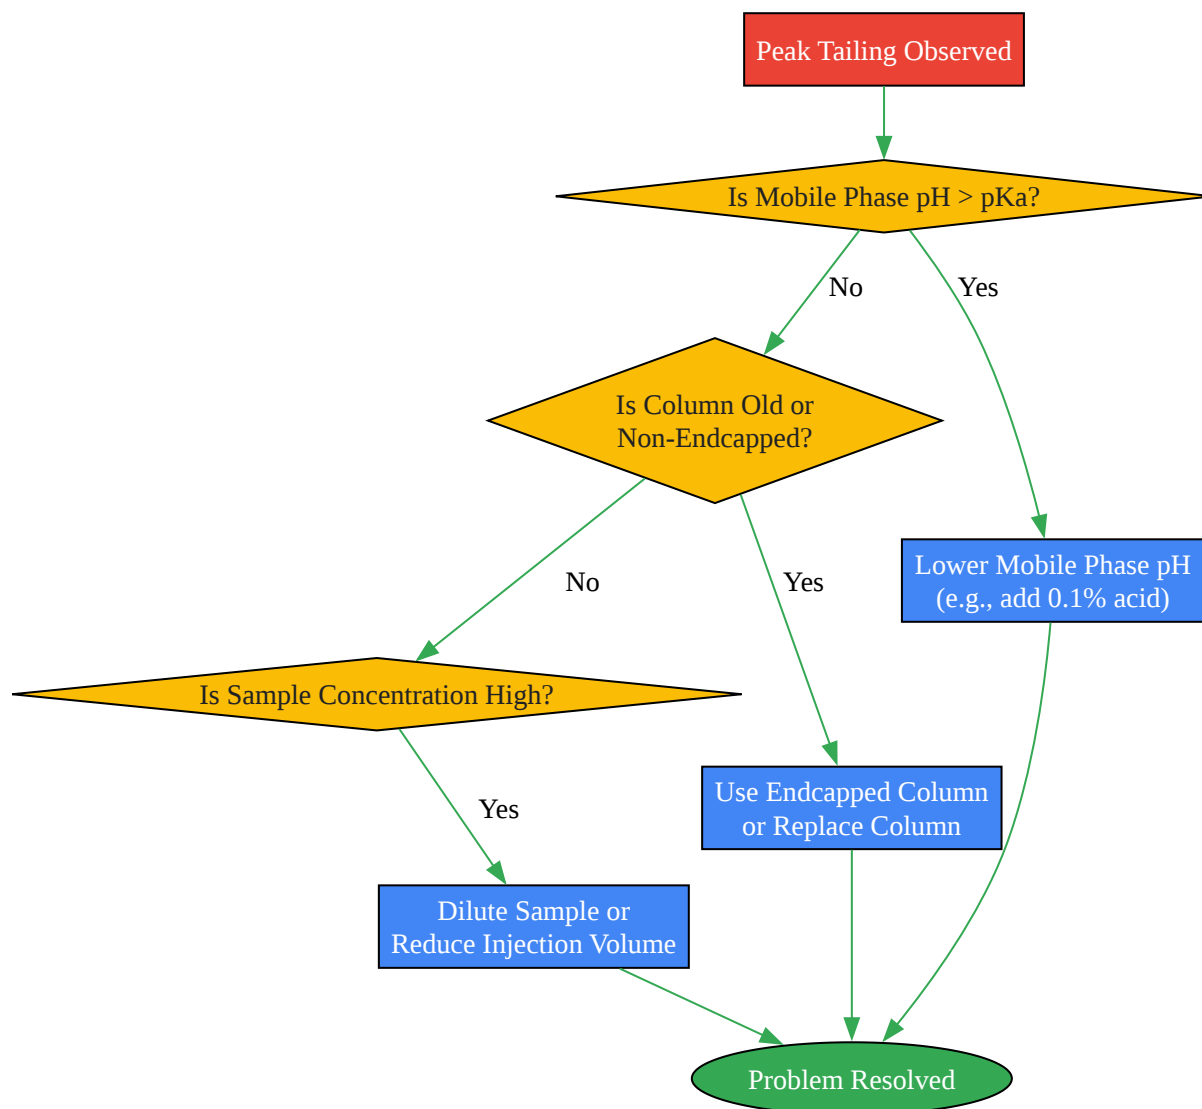 Peak Tailing Observed
Is Mobile Phase pH > pKa?
No
Yes
Is Column Old or
Non-Endcapped?
Lower Mobile Phase pH
(e.g., add 0.1% acid)
No
Yes
Is Sample Concentration High?
Use Endcapped Column
or Replace Column
Yes
Dilute Sample or
Reduce Injection Volume
Problem Resolved